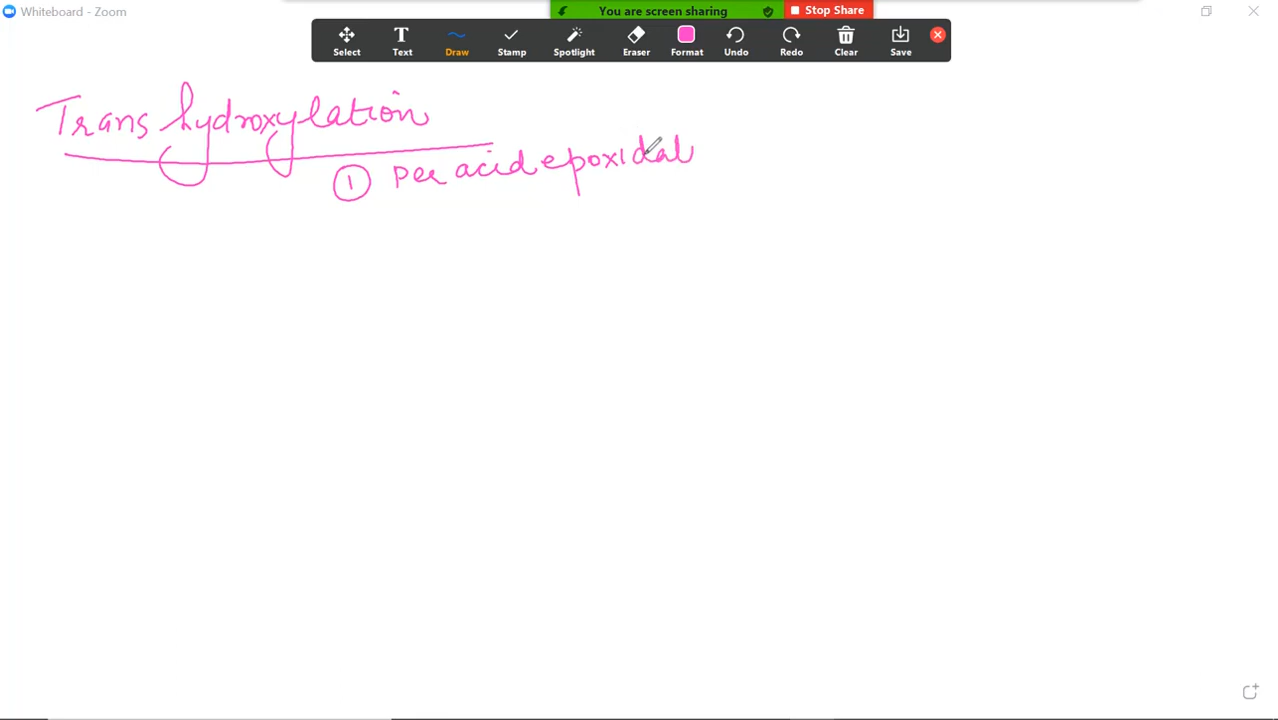 Whiteboard - Zoom
You are screen sharing
Stop Share
Select
Text
Draw
Stamp
Spotlight
Eraser
Format
Undo
Redo
Clear
Save
Trans hydroxylation
① Per acid epoxidal